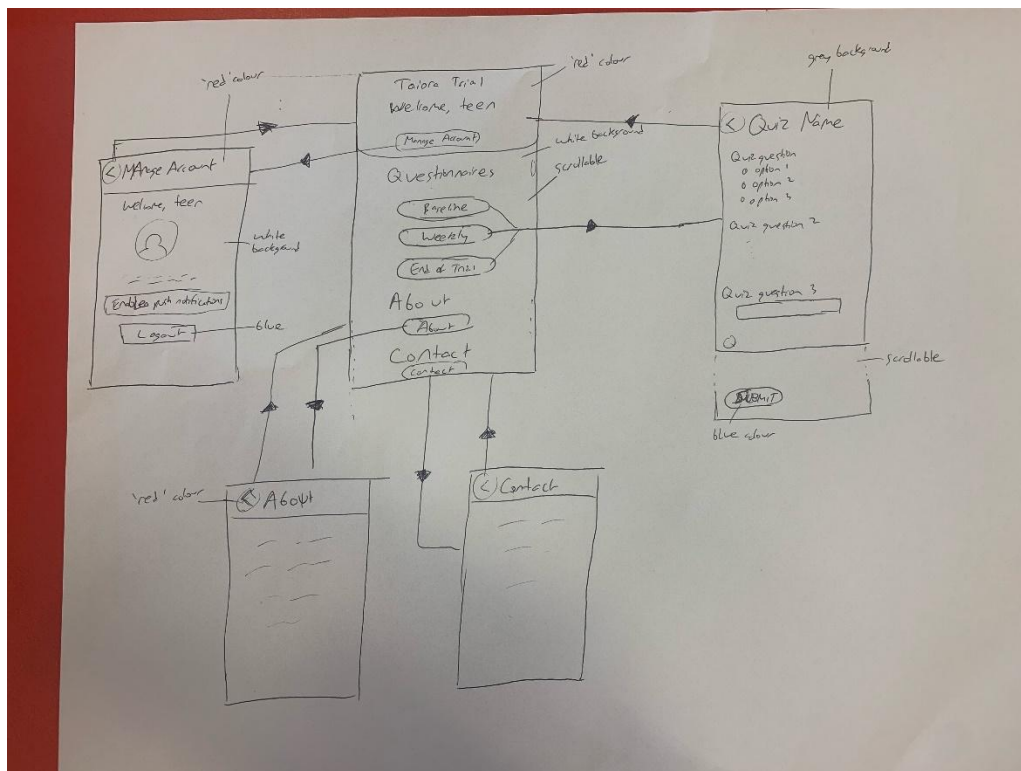 'red' colour
< MAnage Account
Welcome, teen
white
background
Enabled push notifications
Logout
blue
Taioro Trial
Welcome, teen
Manage Account
'red' colour
white background
scrollable
Questionnaires
Baseline
Weekly
End of Trial
About
About
Contact
Contact
grey background
< Quiz Name
Quiz question
o option 1
o option 2
o option 3
Quiz question 2
Quiz question 3
Q
scrollable
SUBMIT
blue colour
'red' colour
< About
< Contact